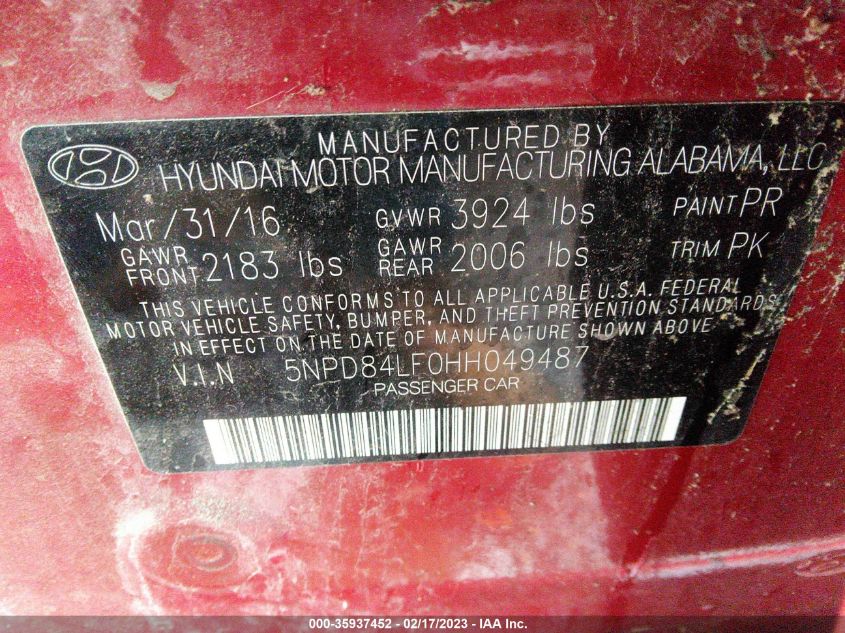 MANUFACTURED BY
HYUNDAI MOTOR MANUFACTURING ALABAMA, LLC
Mar/31/16 GVWR 3924 lbs PAINT PR
GAWR FRONT 2183 lbs GAWR REAR 2006 lbs TRIM PK
THIS VEHICLE CONFORMS TO ALL APPLICABLE U.S.A. FEDERAL
MOTOR VEHICLE SAFETY, BUMPER, AND THEFT PREVENTION STANDARDS
IN EFFECT ON THE DATE OF MANUFACTURE SHOWN ABOVE
V.I.N 5NPD84LF0HH049487
PASSENGER CAR
000-35937452 - 02/17/2023 - IAA Inc.